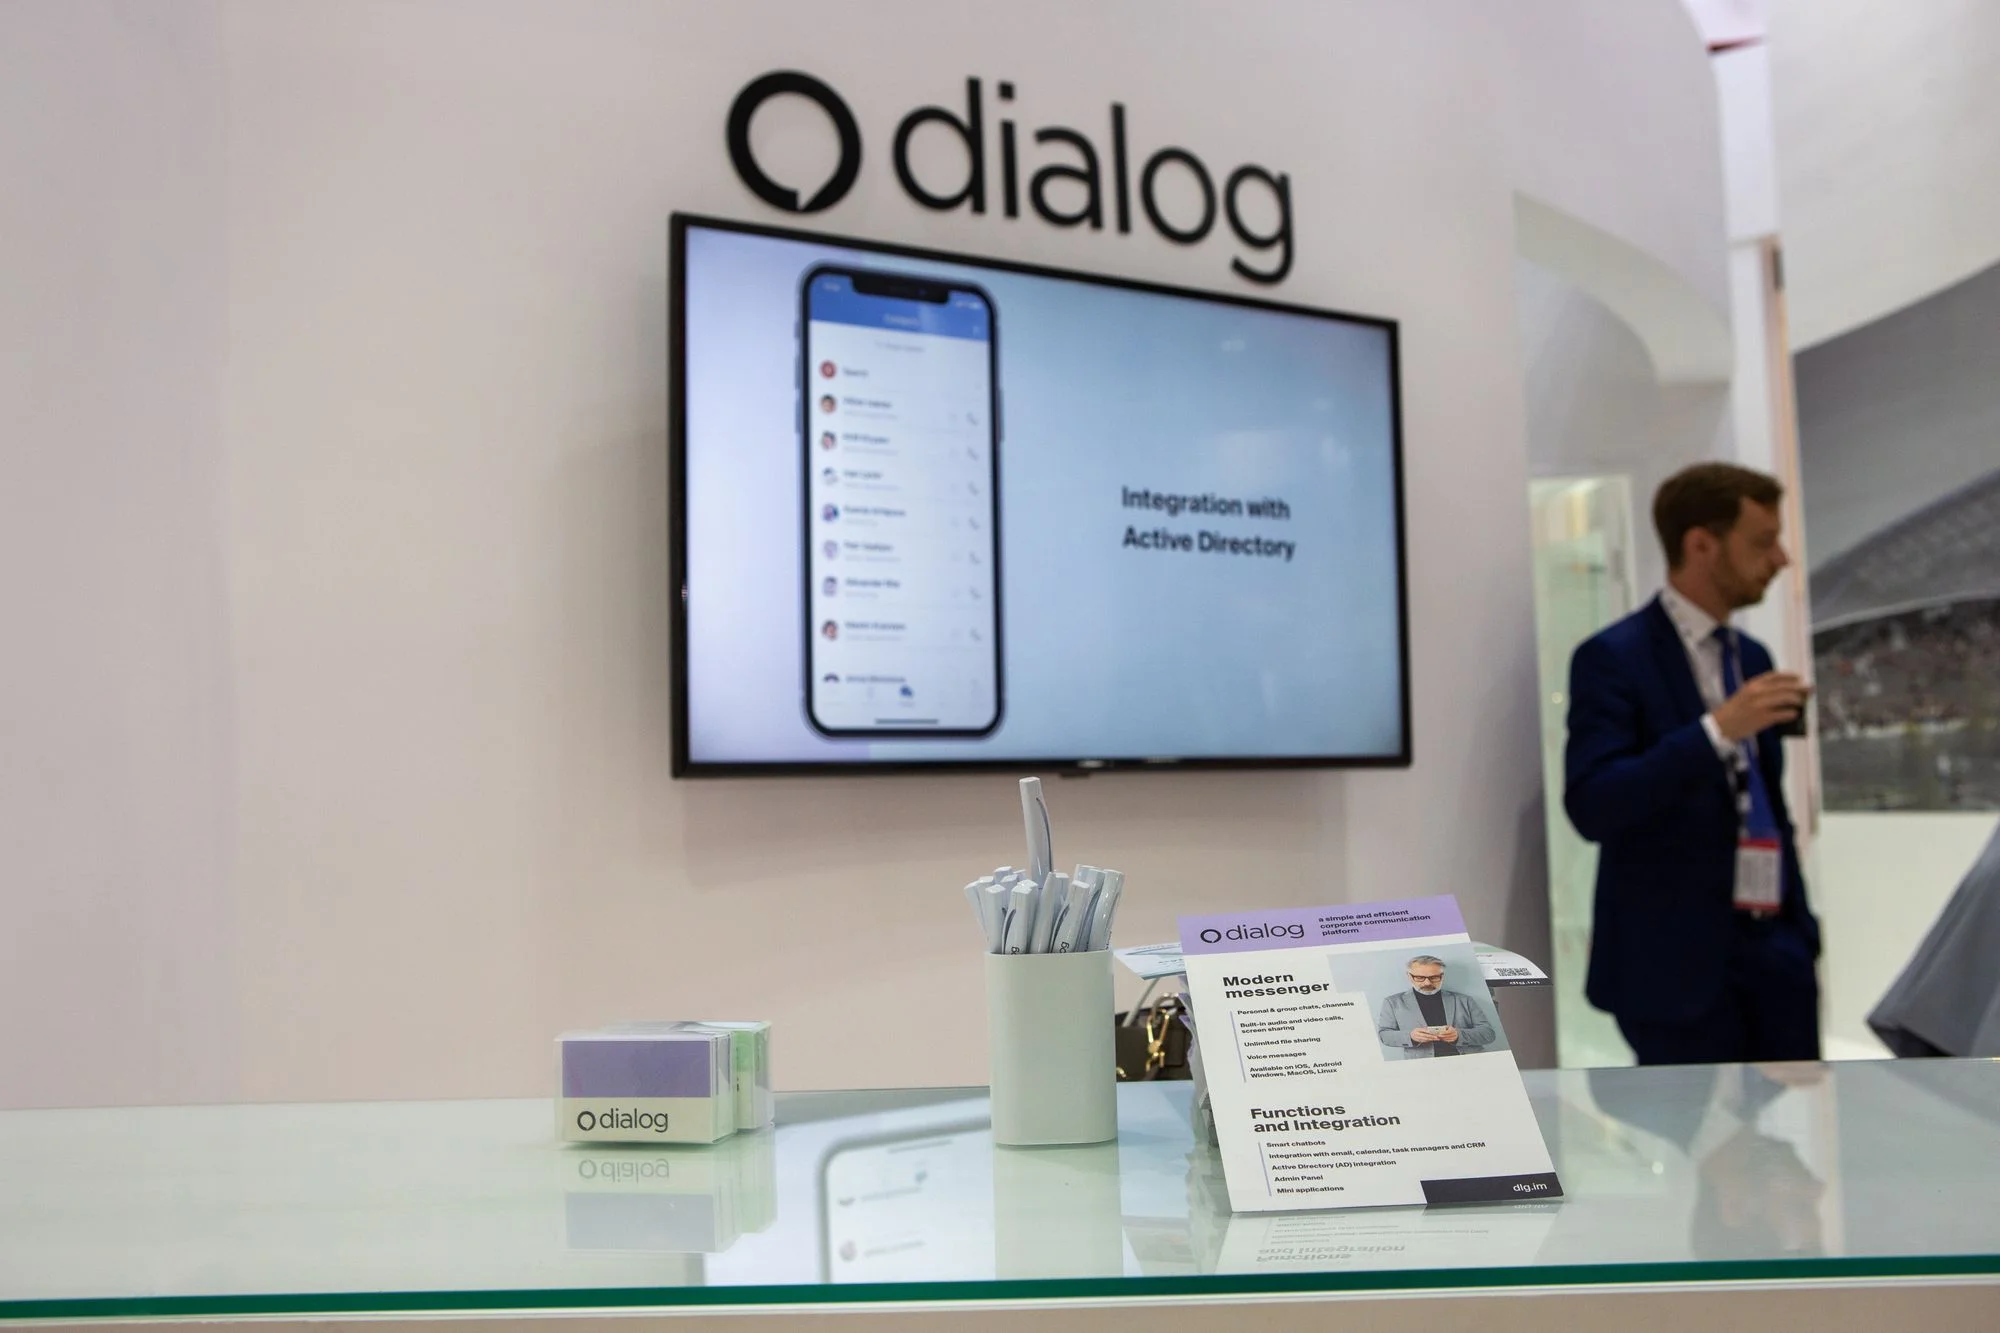 dialog
Integration with
Active Directory
dialog
a simple and efficient
corporate communication
platform
Modern
messenger
Personal & group chats, channels
Built-in audio and video calls,
screen sharing
Unlimited file sharing
Voice messages
Available on iOS, Android
Windows, MacOS, Linux
Functions
and Integration
Smart chatbots
Integration with email, calendar, task managers and CRM
Active Directory (AD) integration
Admin Panel
Mini applications
dlg.im
dlg.im
dialog